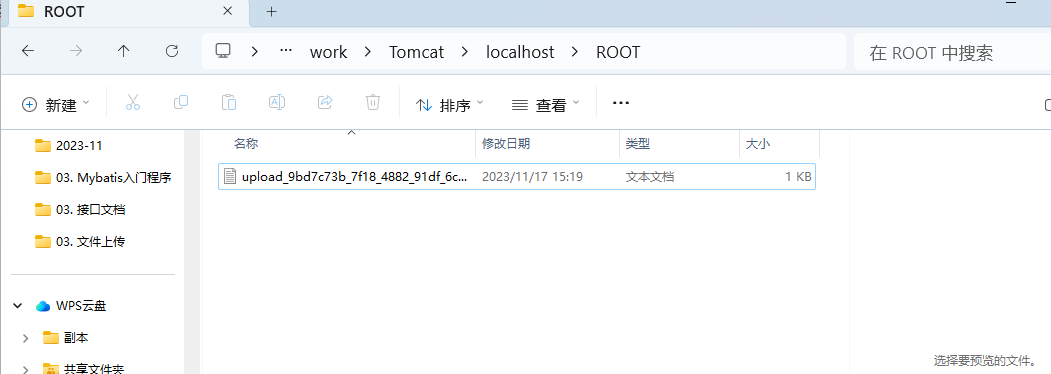 ROOT
work Tomcat localhost ROOT
在 ROOT 中搜索
新建 排序 查看
名称 修改日期 类型 大小
upload_9bd7c73b_7f18_4882_91df_6c... 2023/11/17 15:19 文本文档 1 KB
2023-11
03. Mybatis入门程序
03. 接口文档
03. 文件上传
WPS云盘
副本
共享文件夹
选择要预览的文件。